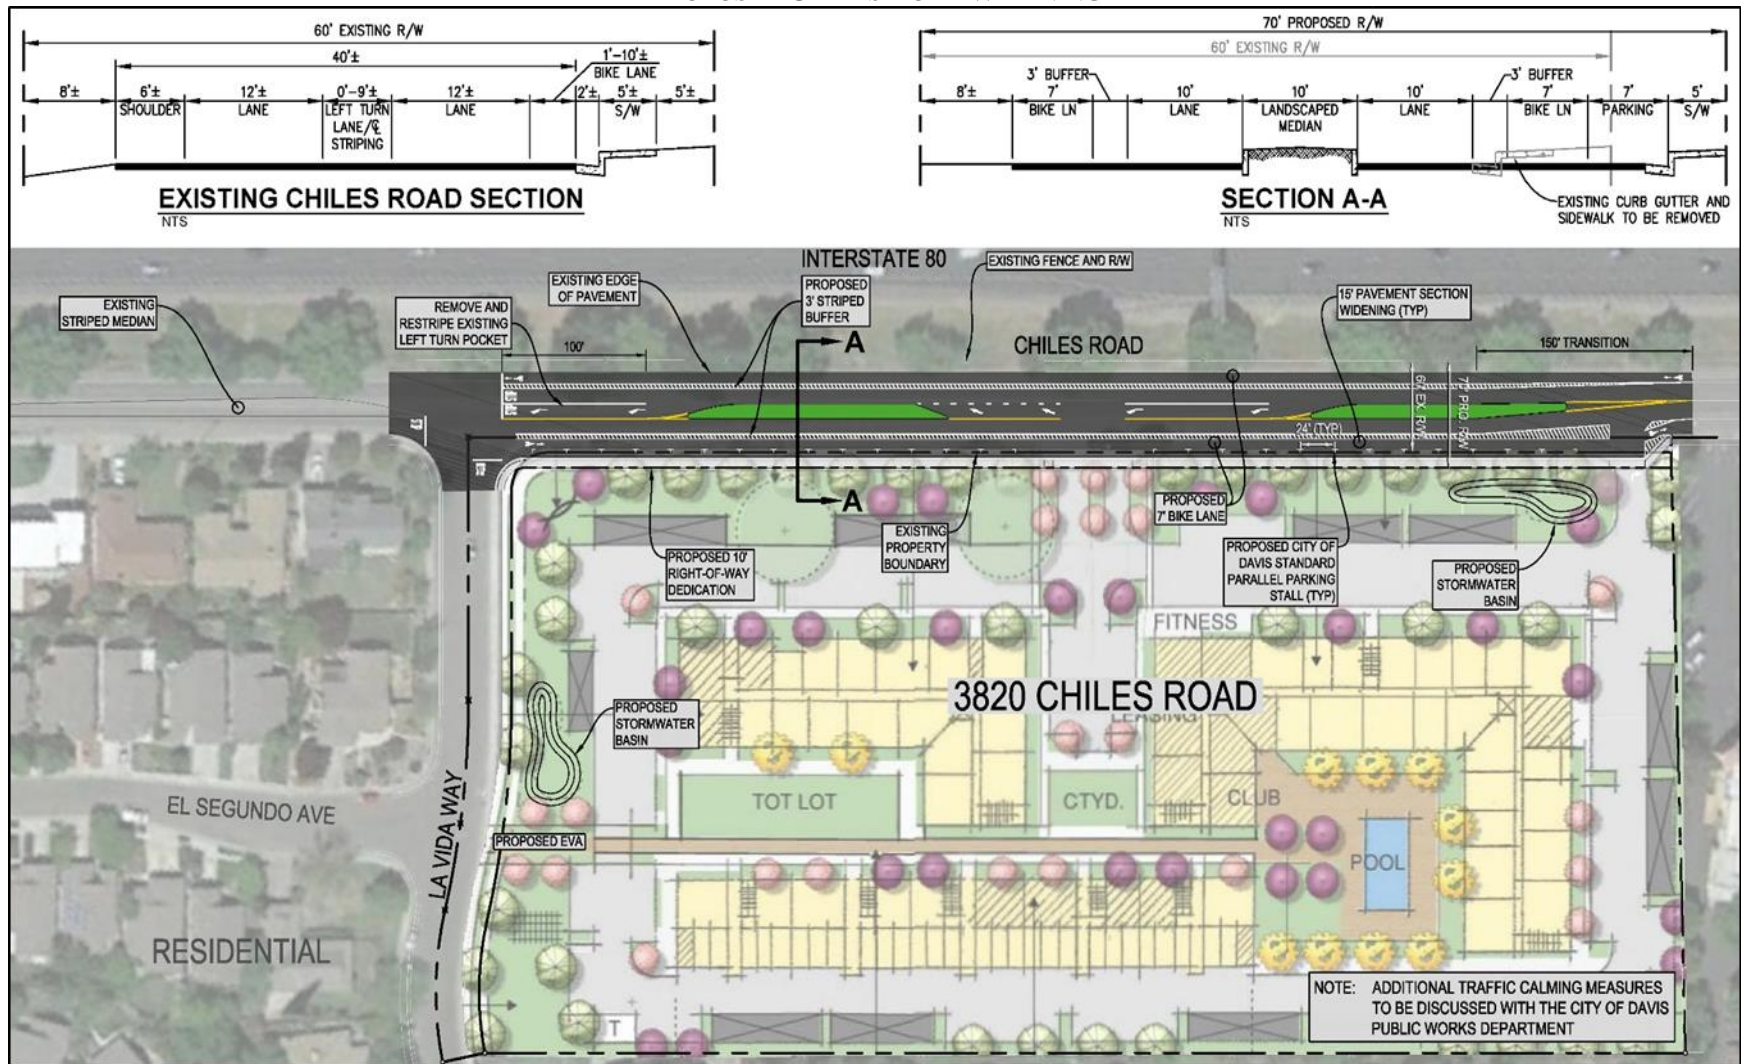 60' EXISTING R/W
40'±
1'-10'±
BIKE LANE
8'±
6'±
SHOULDER
12'±
LANE
0'-9'±
LEFT TURN
LANE/℄
STRIPING
12'±
LANE
2'±
5'±
S/W
5'±
EXISTING CHILES ROAD SECTION
NTS
70' PROPOSED R/W
60' EXISTING R/W
3' BUFFER
3' BUFFER
8'±
7'
BIKE LN
10'
LANE
10'
LANDSCAPED
MEDIAN
10'
LANE
7'
BIKE LN
7'
PARKING
5'
S/W
SECTION A-A
NTS
EXISTING CURB GUTTER AND
SIDEWALK TO BE REMOVED
INTERSTATE 80
EXISTING FENCE AND R/W
EXISTING
STRIPED MEDIAN
REMOVE AND
RESTRIPE EXISTING
LEFT TURN POCKET
EXISTING EDGE
OF PAVEMENT
PROPOSED
3' STRIPED
BUFFER
15' PAVEMENT SECTION
WIDENING (TYP)
100'
A
CHILES ROAD
150' TRANSITION
60' EX. R/W
70' PRO. R/W
24' (TYP)
A
PROPOSED
7' BIKE LANE
EXISTING
PROPERTY
BOUNDARY
PROPOSED 10'
RIGHT-OF-WAY
DEDICATION
PROPOSED CITY OF
DAVIS STANDARD
PARALLEL PARKING
STALL (TYP)
PROPOSED
STORMWATER
BASIN
FITNESS
3820 CHILES ROAD
LEASING
PROPOSED
STORMWATER
BASIN
TOT LOT
CTYD.
CLUB
POOL
EL SEGUNDO AVE
LA VIDA WAY
PROPOSED EVA
RESIDENTIAL
T
NOTE: ADDITIONAL TRAFFIC CALMING MEASURES
TO BE DISCUSSED WITH THE CITY OF DAVIS
PUBLIC WORKS DEPARTMENT